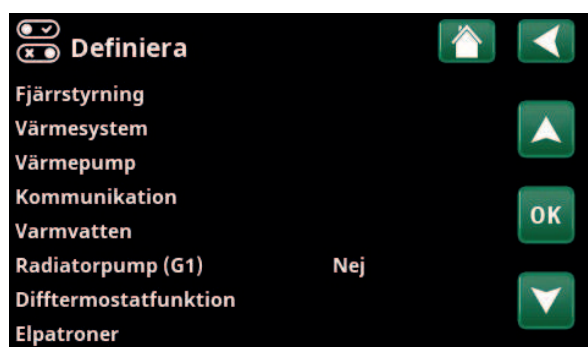 Definiera
Fjärrstyrning
Värmesystem
Värmepump
Kommunikation
OK
Varmvatten
Radiatorpump (G1) Nej
Difftermostatfunktion
Elpatroner